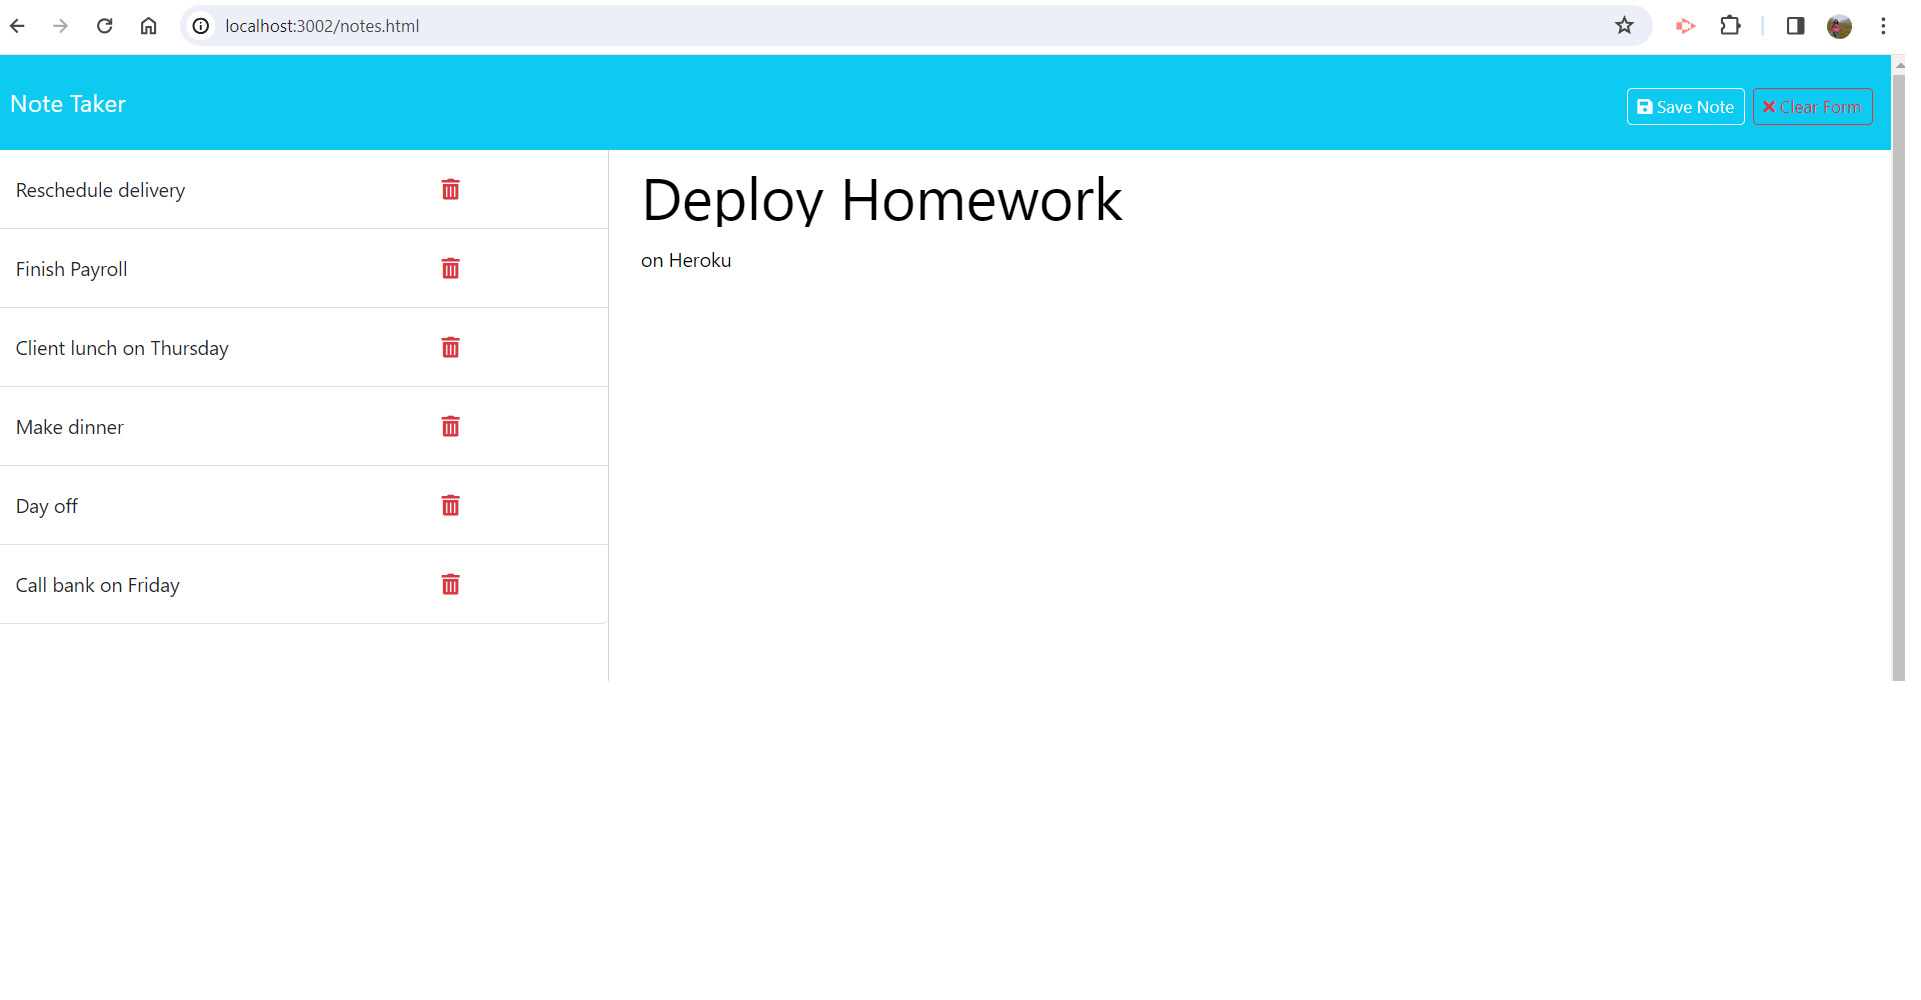 localhost:3002/notes.html
Note Taker
Save Note
Clear Form
Reschedule delivery
Finish Payroll
Client lunch on Thursday
Make dinner
Day off
Call bank on Friday
Deploy Homework
on Heroku